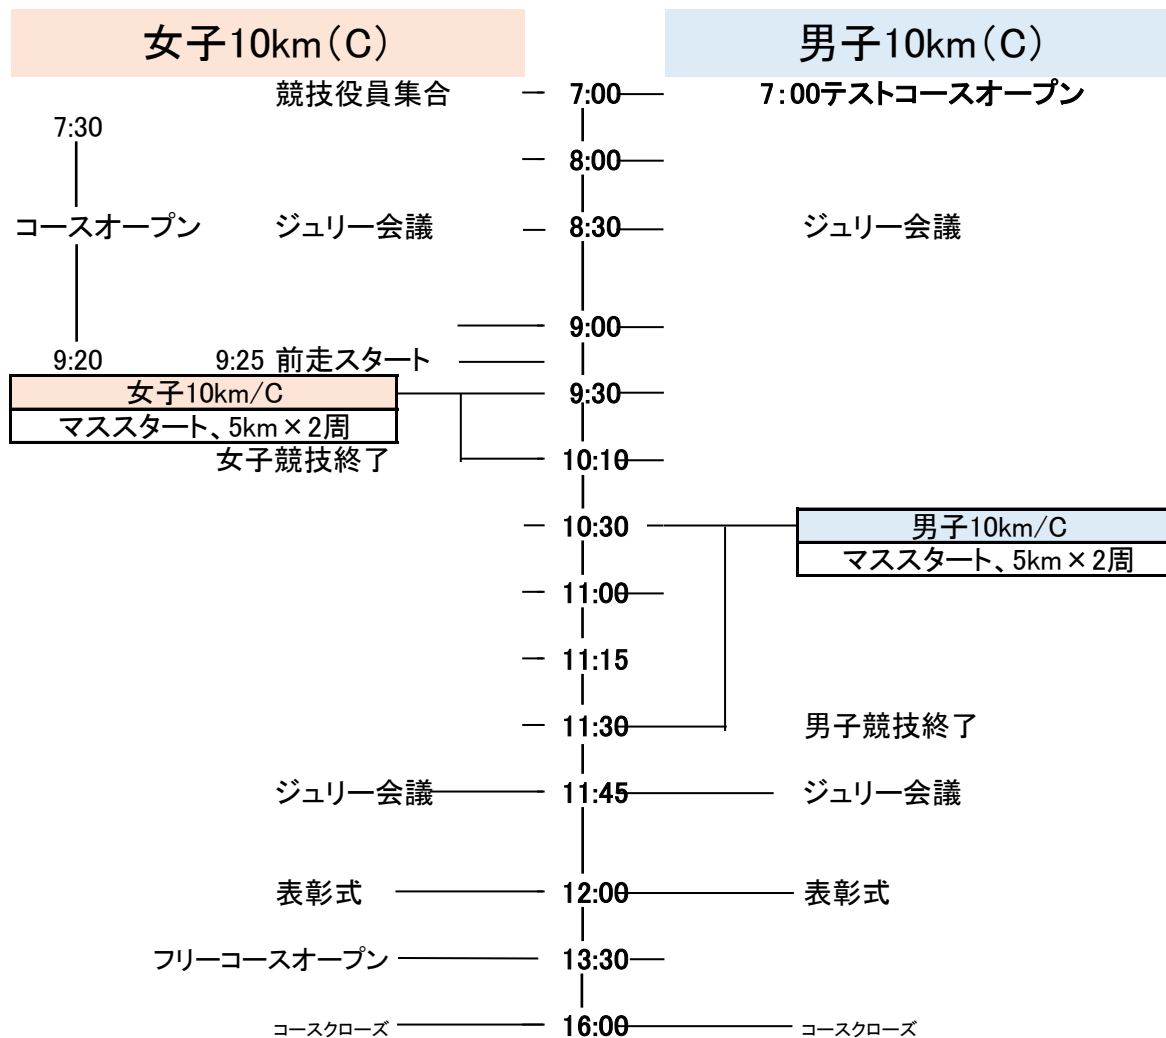 女子10km(C) 男子10km(C)
競技役員集合 7:00 7:00テストコースオープン
7:30
8:00
コースオープン ジュリー会議 8:30 ジュリー会議
9:00
9:20 9:25 前走スタート
女子10km/C 9:30
マススタート、5km×2周
女子競技終了 10:10
10:30 男子10km/C
マススタート、5km×2周
11:00
11:15
11:30 男子競技終了
ジュリー会議 11:45 ジュリー会議
表彰式 12:00 表彰式
フリーコースオープン 13:30
コースクローズ 16:00 コースクローズ